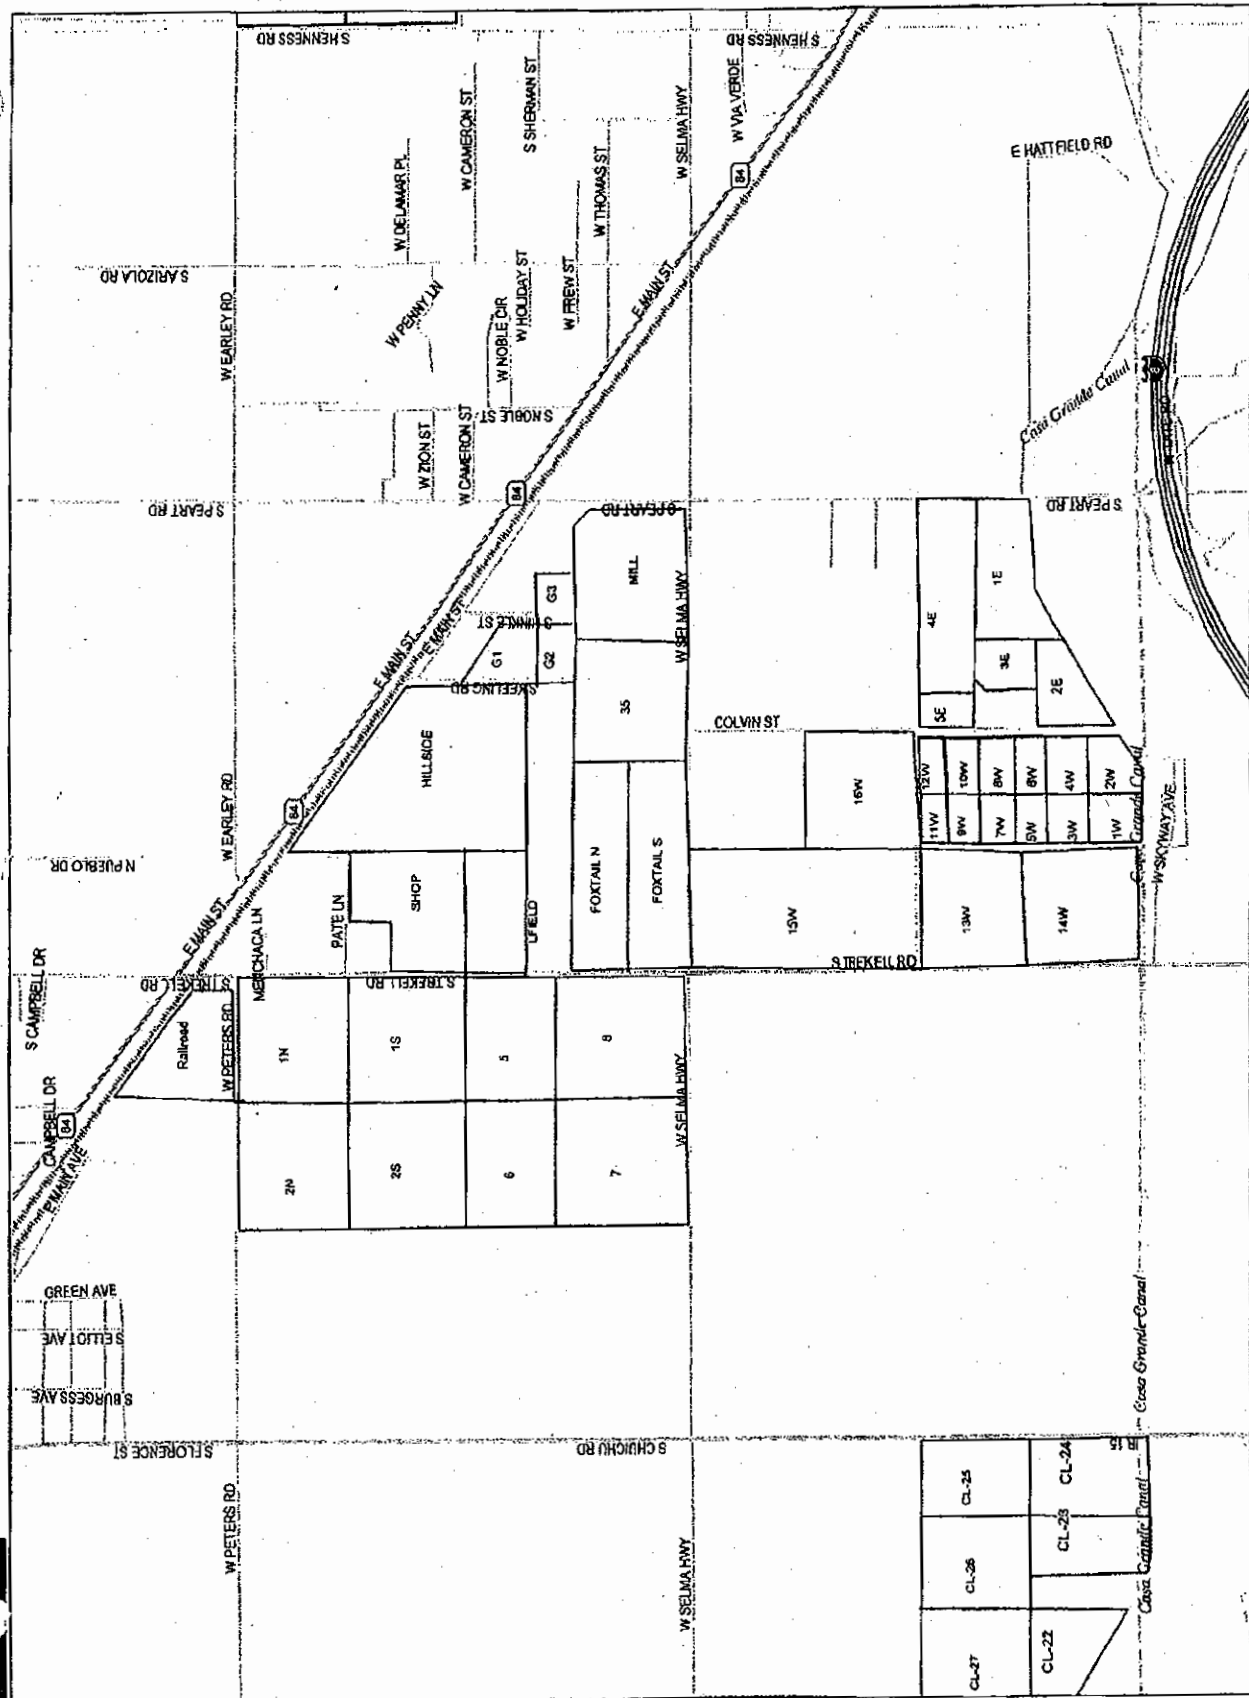 S HENNESS RD
S HENNESS RD
W CAMERON ST
S SHERMAN ST
W SELMA HWY
W VIA VERDE
84
E HATTFIELD RD
W DELAMAR PL
W THOMAS ST
S ARIZOLA RD
W EARLEY RD
W PENNY LN
W NOBLE CIR
W HOLIDAY ST
W FREW ST
E MAIN ST
Casa Grande Canal
S NOBLE ST
W ZION ST
W CAMERON ST
84
S PEART RD
S PEART RD
S PEART RD
MILL
G3
G1
G2
W SELMA HWY
E MAIN ST
E MAIN ST
S KEELING RD
35
4E
1E
3E
2E
5E
COLVIN ST
HILLSIDE
84
W EARLEY RD
16W
12W
10W
8W
6W
4W
2W
11W
9W
7W
5W
3W
1W
W SKYWAY AVE
N PUEBLO DR
E MAIN ST
MENCHACA LN
PATE LN
SHOP
FOXTAIL N
FOXTAIL S
15W
13W
14W
S TREKELL RD
S CAMPBELL DR
S TREKELL RD
S TREKELL RD
Railroad
W PETERS RD
1N
1S
5
8
W SELMA HWY
CAMPBELL DR
84
E MAIN AVE
2N
2S
6
7
GREEN AVE
S ELLIOT AVE
S BURGESS AVE
S FLORENCE ST
S CHUICHU RD
IR 15
Casa Grande Canal
W PETERS RD
W SELMA HWY
CL-25
CL-24
CL-23
CL-26
CL-27
CL-22
Casa Grande Canal